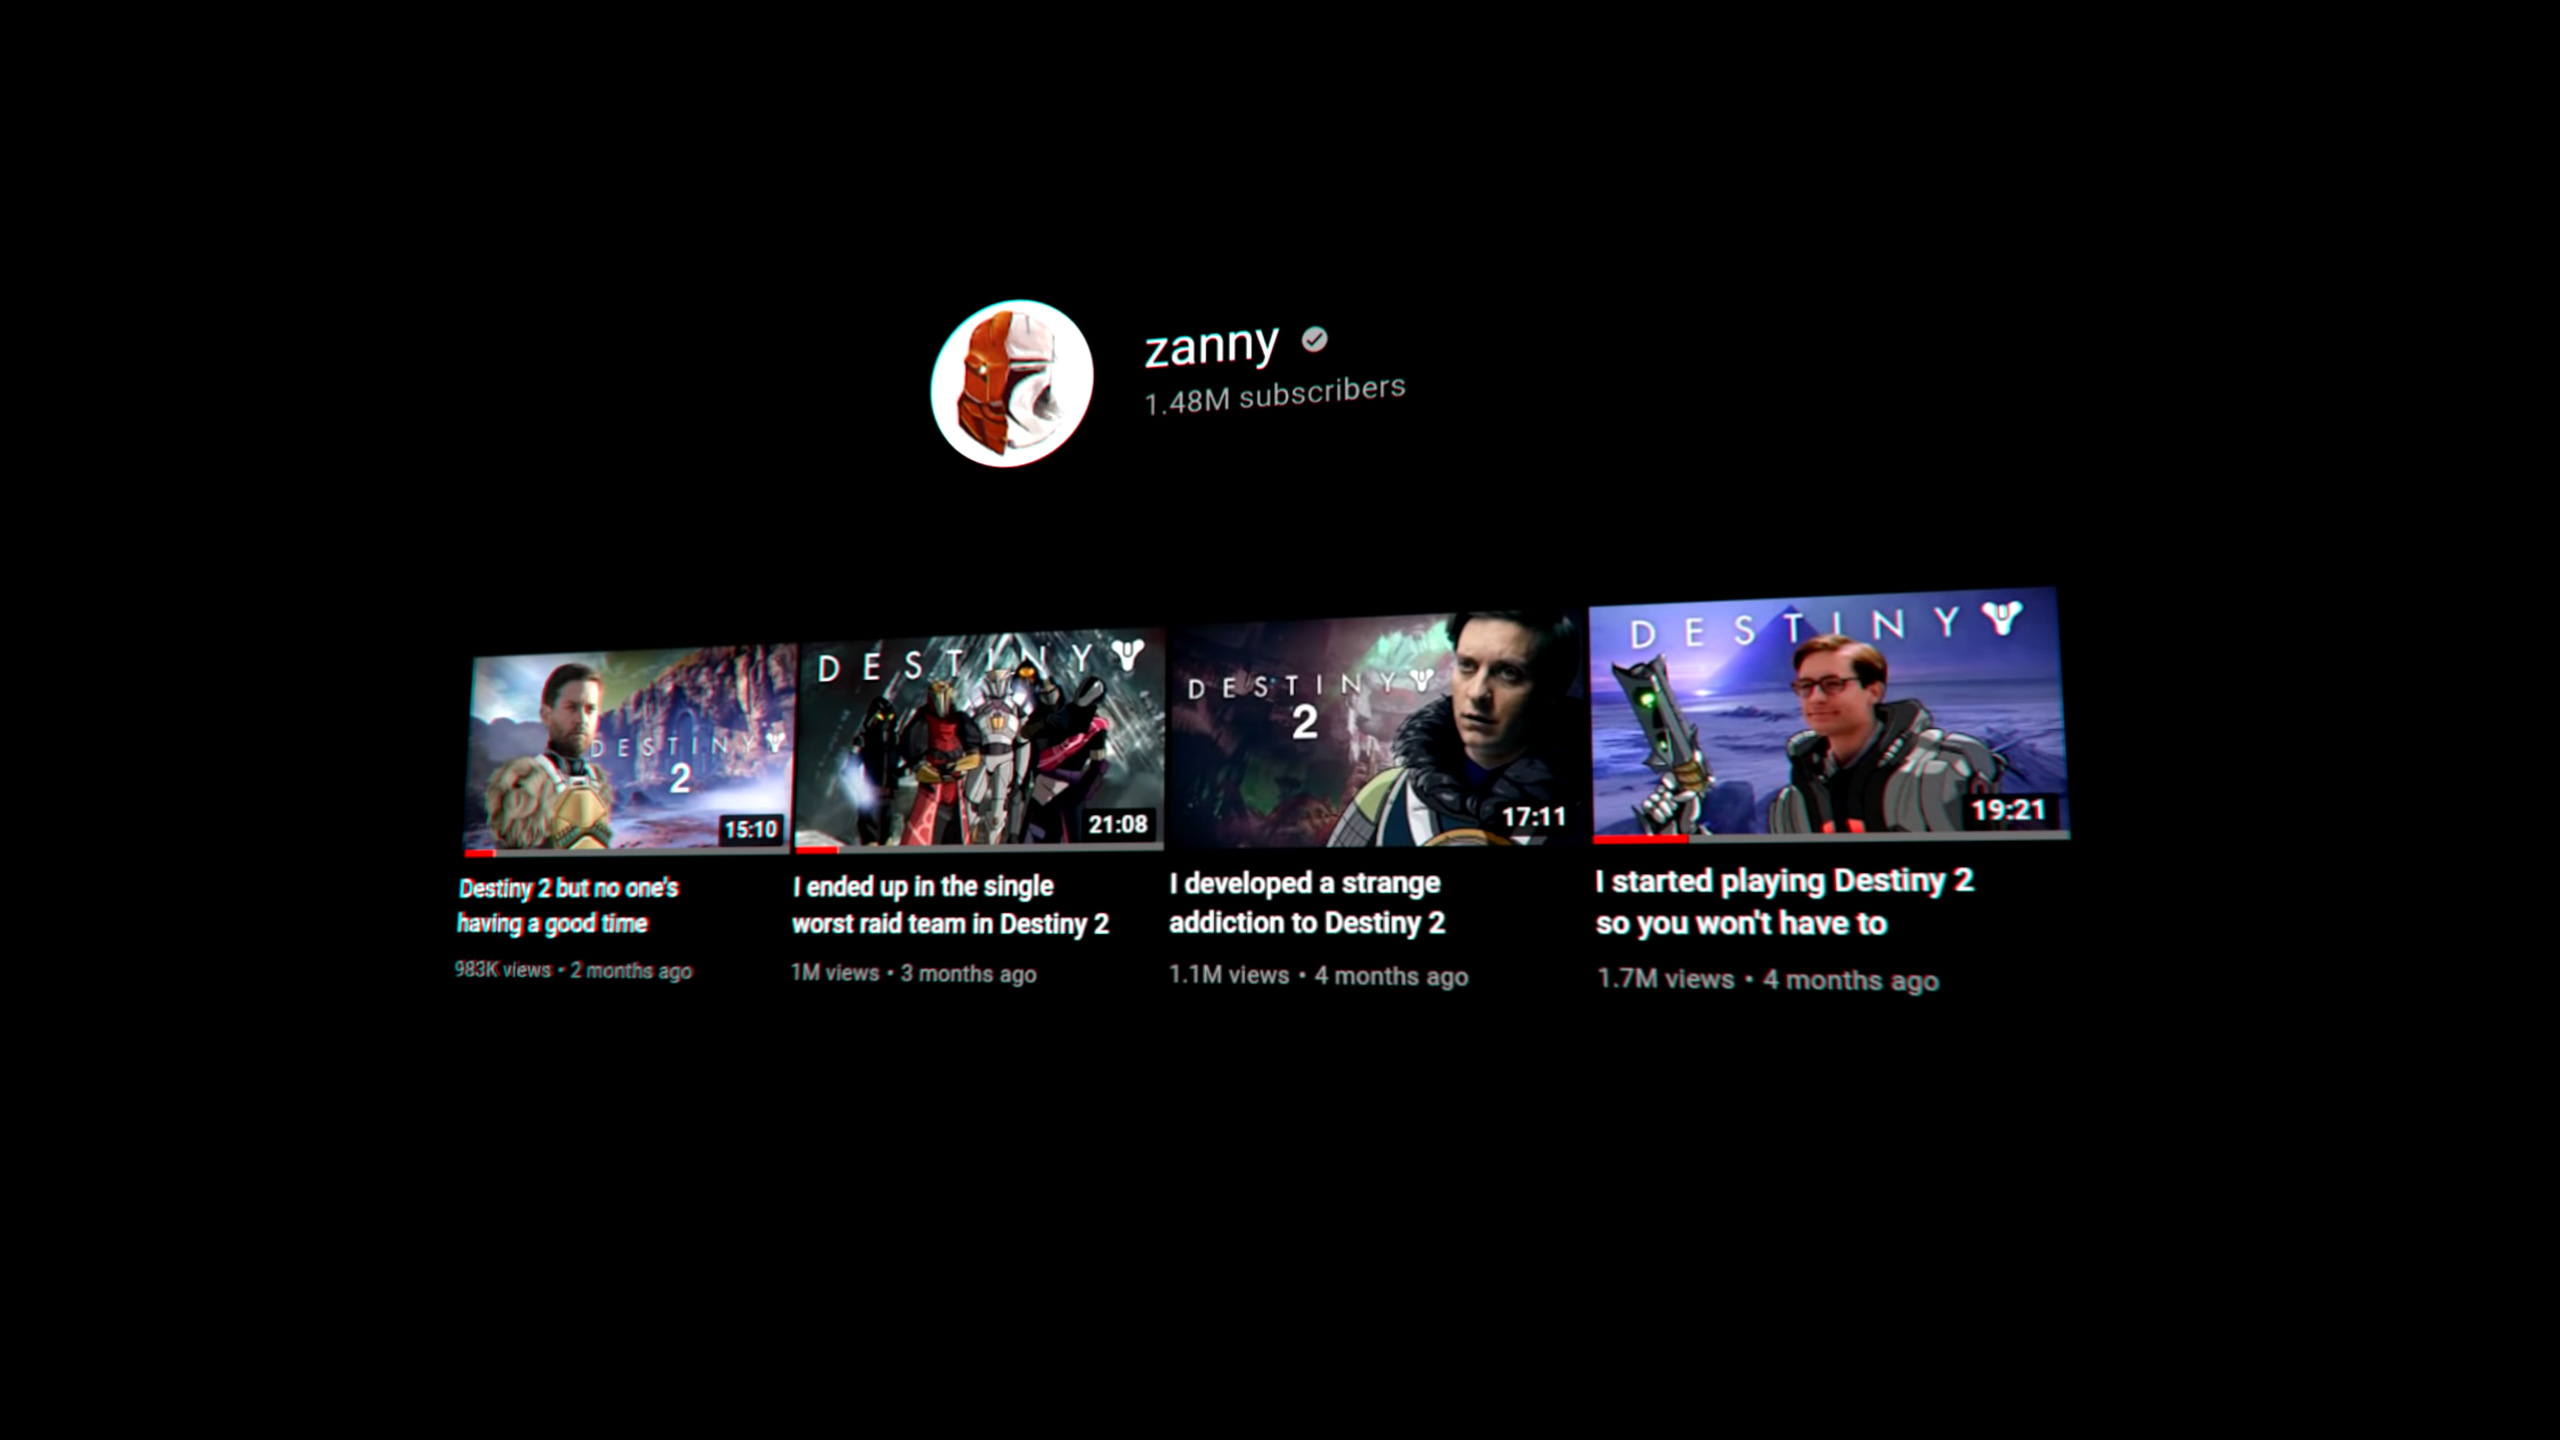 zanny
1.48M subscribers
DESTINY
2
15:10
DESTINY
21:08
DESTINY
2
17:11
DESTINY
19:21
Destiny 2 but no one's
having a good time
983K views • 2 months ago
I ended up in the single
worst raid team in Destiny 2
1M views • 3 months ago
I developed a strange
addiction to Destiny 2
1.1M views • 4 months ago
I started playing Destiny 2
so you won't have to
1.7M views • 4 months ago